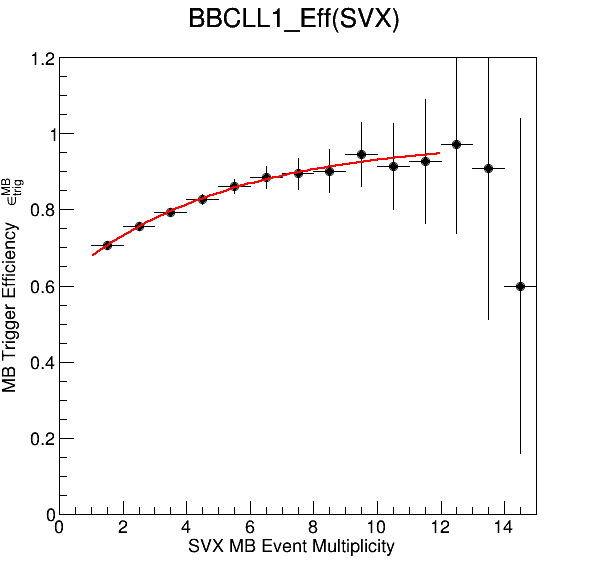 BBCLL1_Eff(SVX)
MB Trigger Efficiency ∈MBtrig
1.2
1
0.8
0.6
0.4
0.2
0
0 2 4 6 8 10 12 14
SVX MB Event Multiplicity